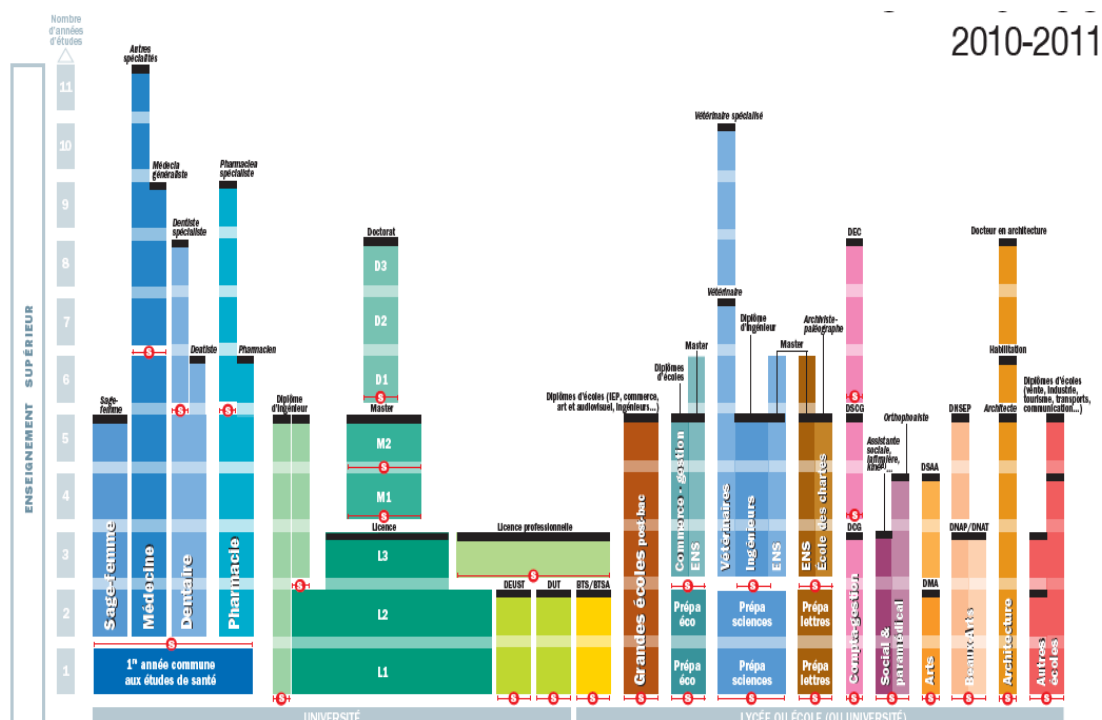 2010-2011
Nombre
d'années
d'études
11
10
9
8
7
6
5
4
3
2
1
ENSEIGNEMENT SUPÉRIEUR
Autres
spécialités
Médecin
généraliste
Pharmacien
spécialiste
Dentiste
spécialiste
Dentiste
Pharmacien
Sage-
femme
Sage-femme
Médecine
Dentaire
Pharmacie
S
S
S
S
1re année commune
aux études de santé
Diplôme
d'ingénieur
S
S
Doctorat
D3
D2
D1
S
Master
M2
S
M1
S
Licence
L3
L2
L1
Licence professionnelle
S
DEUST
DUT
BTS/BTSA
S
S
S
Diplômes d'écoles (IEP, commerce,
art et audiovisuel, ingénieurs...)
Grandes écoles post-bac
S
Diplômes
d'écoles
Master
Commerce - gestion
ENS
S
Prépa
éco
Prépa
éco
S
Vétérinaire spécialisé
Vétérinaire
Diplôme
d'ingénieur
Master
Vétérinaires
Ingénieurs
ENS
S
Prépa
sciences
Prépa
sciences
S
Archiviste-
paléographe
ENS
École des chartes
S
Prépa
lettres
Prépa
lettres
S
DEC
S
DSCG
S
DCG
Compta-gestion
S
Assistante
sociale,
infirmière,
kiné...
Orthophoniste
Social &
paramédical
S
DSAA
DMA
Arts
S
DNSEP
DNAP/DNAT
Beaux Arts
S
Docteur en architecture
Habilitation
Architecte
Architecture
S
Diplômes d'écoles
(vente, industrie,
tourisme, transports,
communication...)
Autres
écoles
S
UNIVERSITÉ
LYCÉE OU ÉCOLE (OU UNIVERSITÉ)